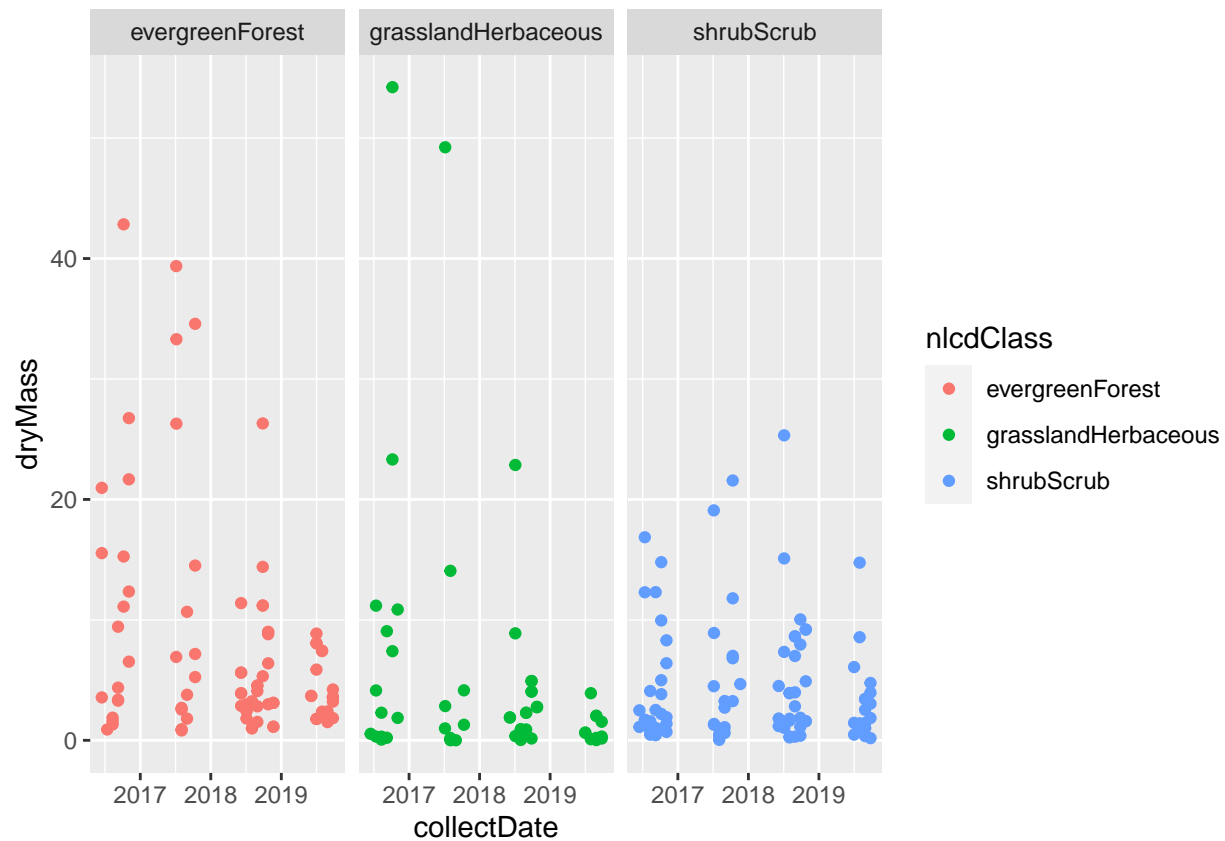 evergreenForest
grasslandHerbaceous
shrubScrub
40
20
0
dryMass
2017 2018 2019
2017 2018 2019
2017 2018 2019
collectDate
nlcdClass
evergreenForest
grasslandHerbaceous
shrubScrub